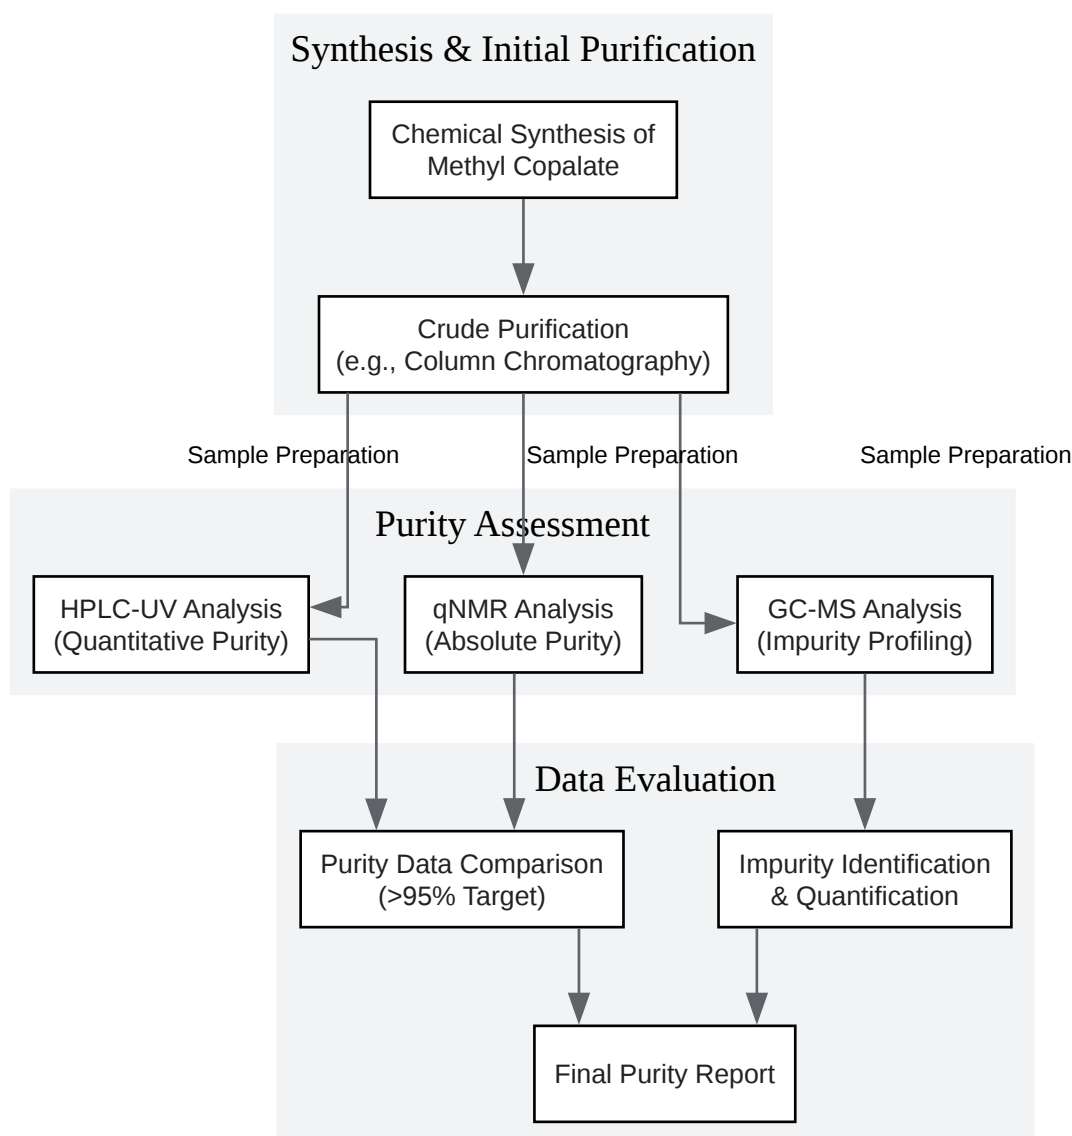 Synthesis & Initial Purification
Chemical Synthesis of
Methyl Copalate
Crude Purification
(e.g., Column Chromatography)
Sample Preparation
Sample Preparation
Sample Preparation
Purity Assessment
HPLC-UV Analysis
(Quantitative Purity)
qNMR Analysis
(Absolute Purity)
GC-MS Analysis
(Impurity Profiling)
Data Evaluation
Purity Data Comparison
(>95% Target)
Impurity Identification
& Quantification
Final Purity Report